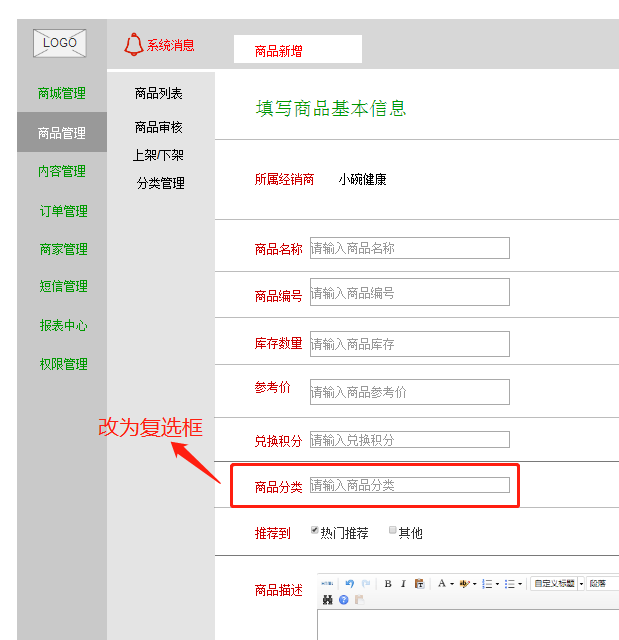 LOGO
系统消息
商品新增
商城管理
商品管理
内容管理
订单管理
商家管理
短信管理
报表中心
权限管理
商品列表
商品审核
上架/下架
分类管理
填写商品基本信息
所属经销商 小碗健康
商品名称 请输入商品名称
商品编号 请输入商品编号
库存数量 请输入商品库存
参考价 请输入商品参考价
兑换积分 请输入兑换积分
改为复选框
商品分类 请输入商品分类
推荐到 热门推荐 其他
商品描述
HTML B I A 自定义标题 段落